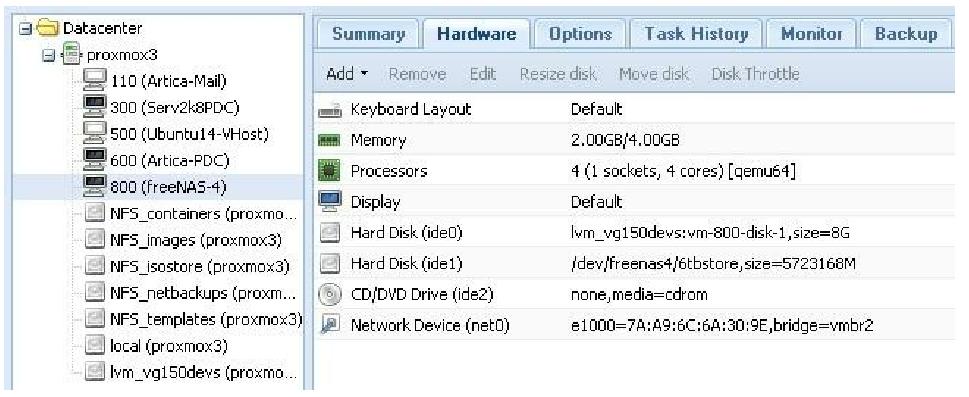 Datacenter
proxmox3
110 (Artica-Mail)
300 (Serv2k8PDC)
500 (Ubuntu14-VHost)
600 (Artica-PDC)
800 (freeNAS-4)
NFS_containers (proxmo...
NFS_images (proxmox3)
NFS_isostore (proxmox3)
NFS_netbackups (proxm...
NFS_templates (proxmox3)
local (proxmox3)
lvm_vg150devs (proxmo...
Summary Hardware Options Task History Monitor Backup
Add Remove Edit Resize disk Move disk Disk Throttle
Keyboard Layout Default
Memory 2.00GB/4.00GB
Processors 4 (1 sockets, 4 cores) [qemu64]
Display Default
Hard Disk (ide0) lvm_vg150devs:vm-800-disk-1,size=8G
Hard Disk (ide1) /dev/freenas4/6tbstore,size=5723168M
CD/DVD Drive (ide2) none,media=cdrom
Network Device (net0) e1000=7A:A9:6C:6A:30:9E,bridge=vmbr2